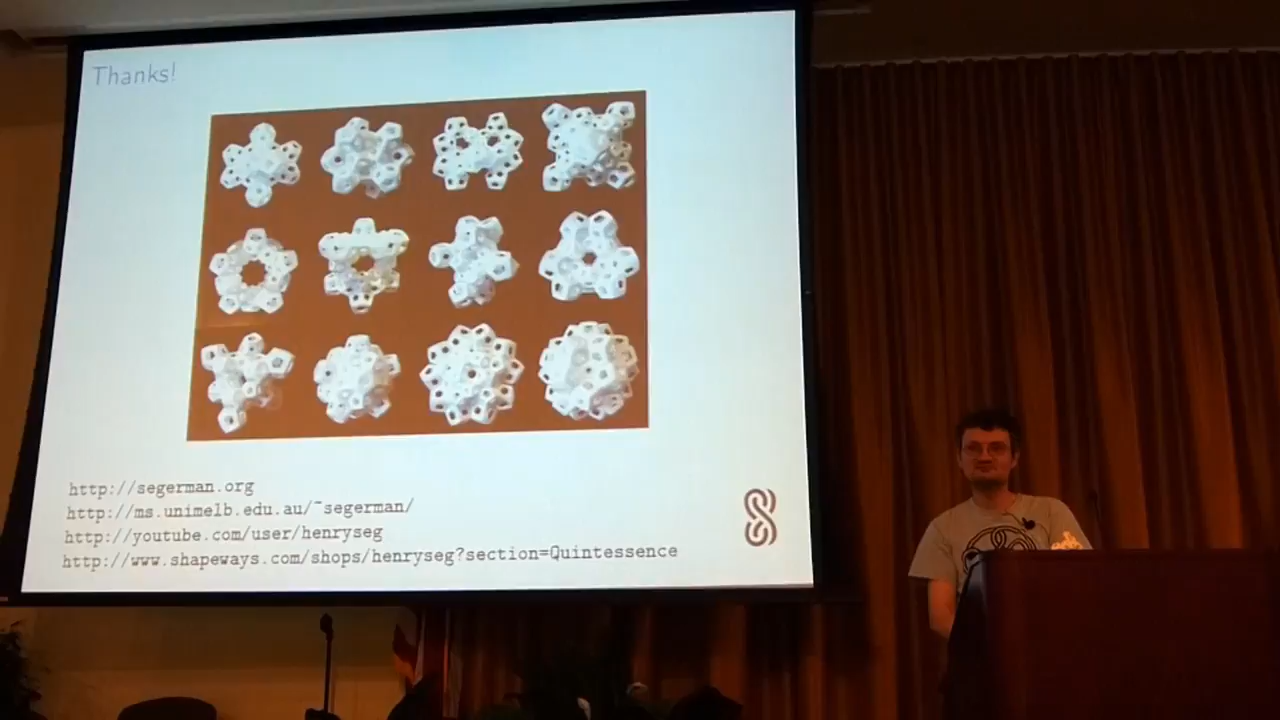 Thanks!
http://segerman.org
http://ms.unimelb.edu.au/~segerman/
http://youtube.com/user/henryseg
http://www.shapeways.com/shops/henryseg?section=Quintessence